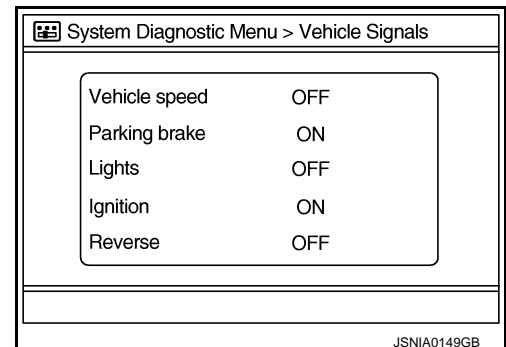 System Diagnostic Menu > Vehicle Signals
Vehicle speed OFF
Parking brake ON
Lights OFF
Ignition ON
Reverse OFF
JSNIA0149GB